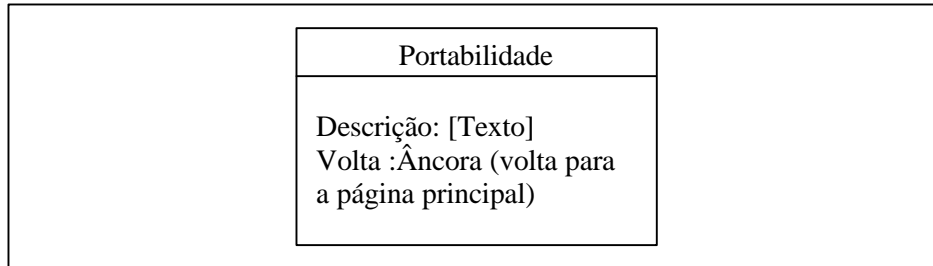 Portabilidade
Descrição: [Texto]
Volta :Âncora (volta para
a página principal)